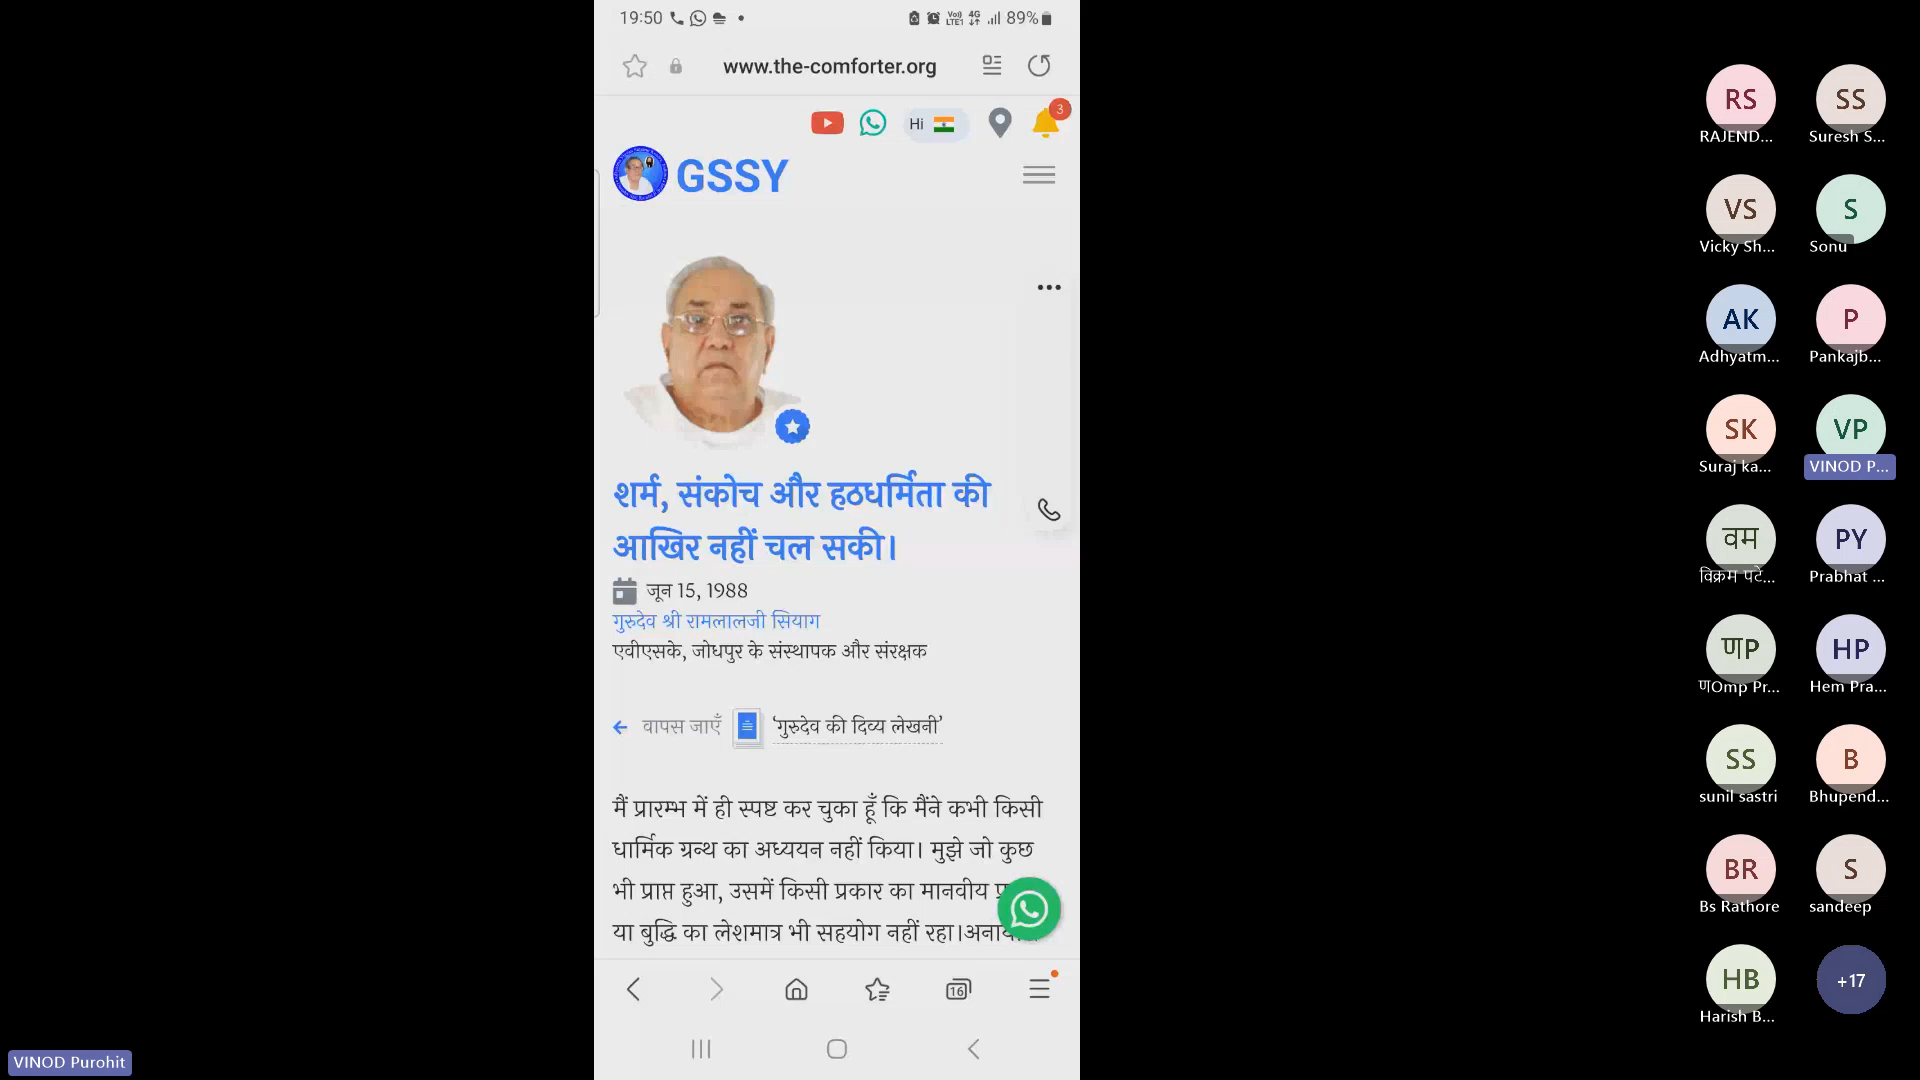 19:50
Vo)) LTE1 4G 89%
www.the-comforter.org
Hi 3
GSSY
शर्म, संकोच और हठधर्मिता की
आखिर नहीं चल सकी।
जून 15, 1988
गुरुदेव श्री रामलालजी सियाग
एवीएसके, जोधपुर के संस्थापक और संरक्षक
वापस जाएँ ‘गुरुदेव की दिव्य लेखनी’
मैं प्रारम्भ में ही स्पष्ट कर चुका हूँ कि मैंने कभी किसी
धार्मिक ग्रन्थ का अध्ययन नहीं किया। मुझे जो कुछ
भी प्राप्त हुआ, उसमें किसी प्रकार का मानवीय
या बुद्धि का लेशमात्र भी सहयोग नहीं रहा।
16
RS SS
RAJEND... Suresh S...
VS S
Vicky Sh... Sonu
AK P
Adhyatm... Pankajb...
SK VP
Suraj ka... VINOD P...
वम PY
विक्रम पटे... Prabhat ...
णP HP
णOmp Pr... Hem Pra...
SS B
sunil sastri Bhupend...
BR S
Bs Rathore sandeep
HB +17
Harish B...
VINOD Purohit